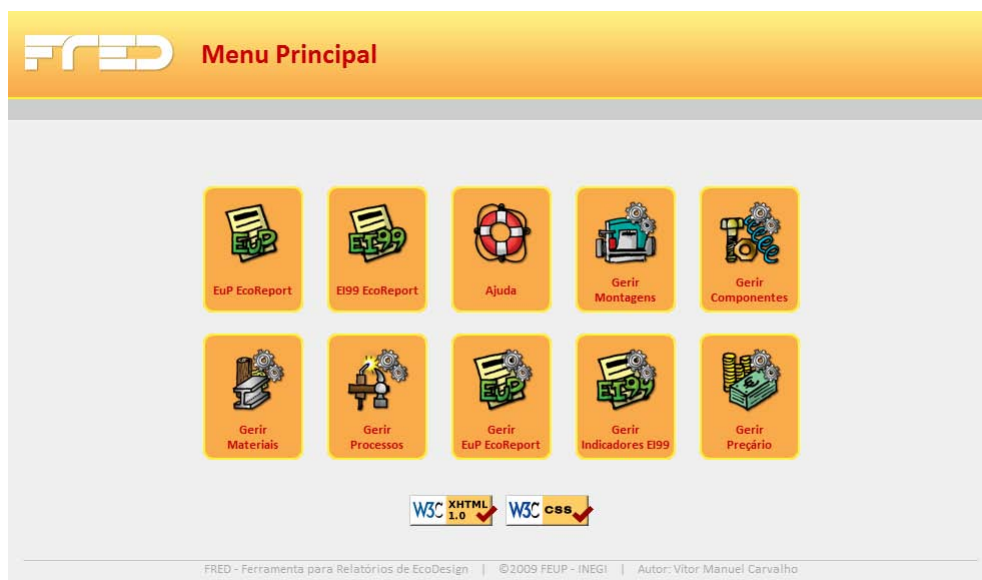 FRED Menu Principal
EUP EI99
EuP EcoReport EI99 EcoReport Ajuda Gerir Montagens Gerir Componentes
EUP EI99
Gerir Materiais Gerir Processos Gerir EuP EcoReport Gerir Indicadores EI99 Gerir Preçário
W3C XHTML 1.0 W3C css
FRED - Ferramenta para Relatórios de EcoDesign | ©2009 FEUP - INEGI | Autor: Vitor Manuel Carvalho